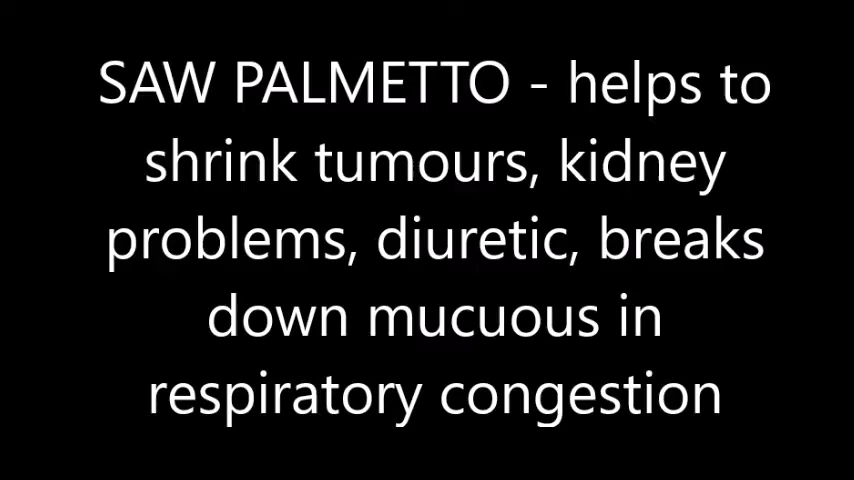 SAW PALMETTO - helps to
shrink tumours, kidney
problems, diuretic, breaks
down mucuous in
respiratory congestion